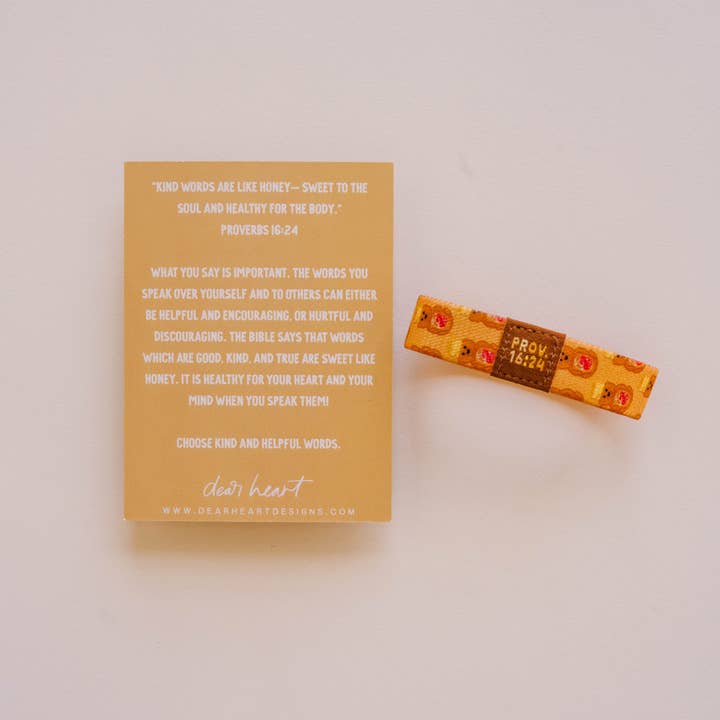 "KIND WORDS ARE LIKE HONEY— SWEET TO THE
SOUL AND HEALTHY FOR THE BODY."
PROVERBS 16:24
WHAT YOU SAY IS IMPORTANT. THE WORDS YOU
SPEAK OVER YOURSELF AND TO OTHERS CAN EITHER
BE HELPFUL AND ENCOURAGING, OR HURTFUL AND
DISCOURAGING. THE BIBLE SAYS THAT WORDS
WHICH ARE GOOD, KIND, AND TRUE ARE SWEET LIKE
HONEY. IT IS HEALTHY FOR YOUR HEART AND YOUR
MIND WHEN YOU SPEAK THEM!
CHOOSE KIND AND HELPFUL WORDS.
dear heart
WWW.DEARHEARTDESIGNS.COM
PROV.
16:24